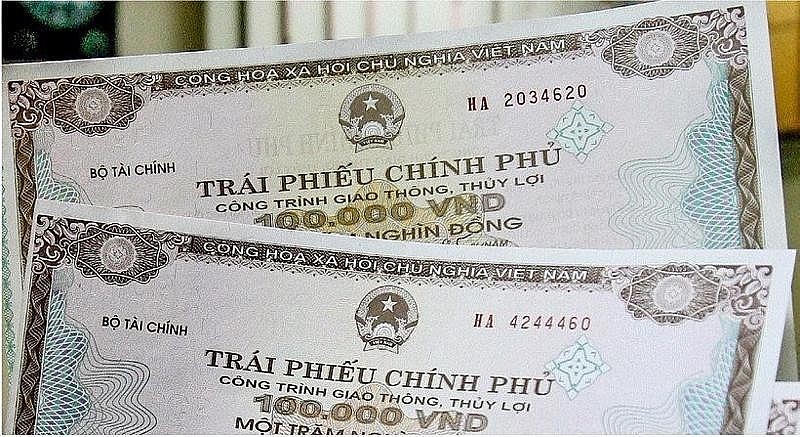 CỘNG HÒA XÃ HỘI CHỦ NGHĨA VIỆT NAM
HA 2034620
BỘ TÀI CHÍNH
TRÁI PHIẾU CHÍNH PHỦ
CÔNG TRÌNH GIAO THÔNG, THỦY LỢI
100.000 VND
NGHÌN ĐỒNG
NĂM
CỘNG HÒA XÃ HỘI CHỦ NGHĨA VIỆT NAM
HA 4244460
BỘ TÀI CHÍNH
TRÁI PHIẾU CHÍNH PHỦ
CÔNG TRÌNH GIAO THÔNG, THỦY LỢI
100.000 VND
MỘT TRĂM